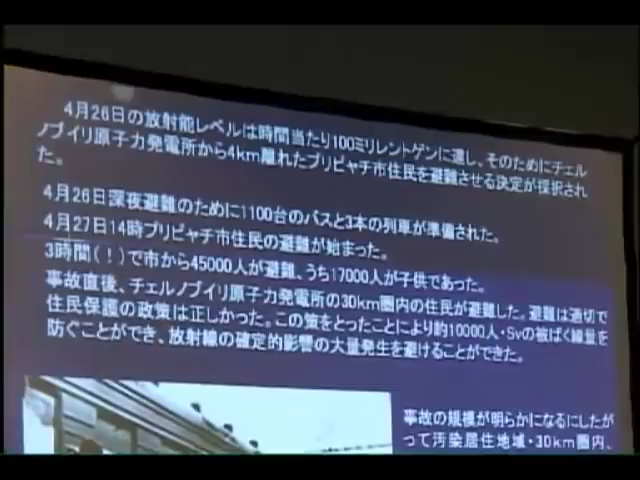 4月26日の放射能レベルは時間当たり100ミリレントゲンに達し、そのためにチェル
ノブイリ原子力発電所から4km離れたプリピャチ市住民を避難させる決定が採択され
た。
4月26日深夜避難のために1100台のバスと3本の列車が準備された。
4月27日14時プリピャチ市住民の避難が始まった。
3時間(!)で市から45000人が避難、うち17000人が子供であった。
事故直後、チェルノブイリ原子力発電所の30km圏内の住民が避難した。避難は適切で
住民保護の政策は正しかった。この策をとったことにより約10000人・Svの被ばく線量を
防ぐことができ、放射線の確定的影響の大量発生を避けることができた。
事故の規模が明らかになるにしたが
って汚染居住地域・30km圏内、